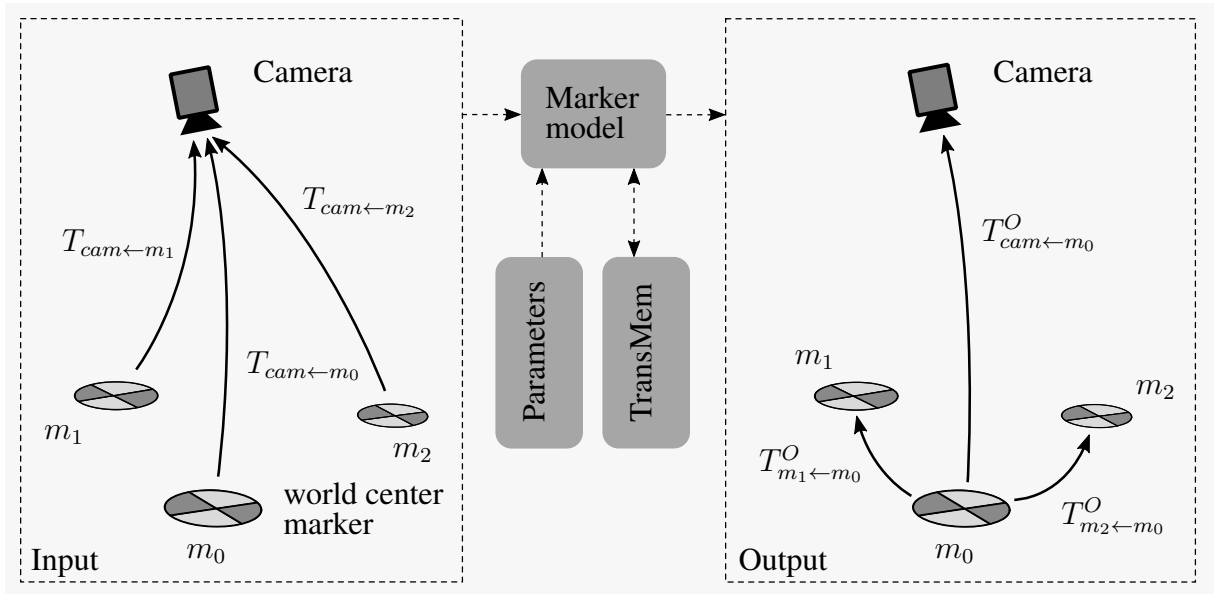 Camera
T_{cam←m_2}
T_{cam←m_1}
T_{cam←m_0}
m_1
m_2
world center
marker
m_0
Input
Marker
model
Parameters
TransMem
Camera
T^O_{cam←m_0}
m_1
m_2
T^O_{m_1←m_0}
T^O_{m_2←m_0}
m_0
Output